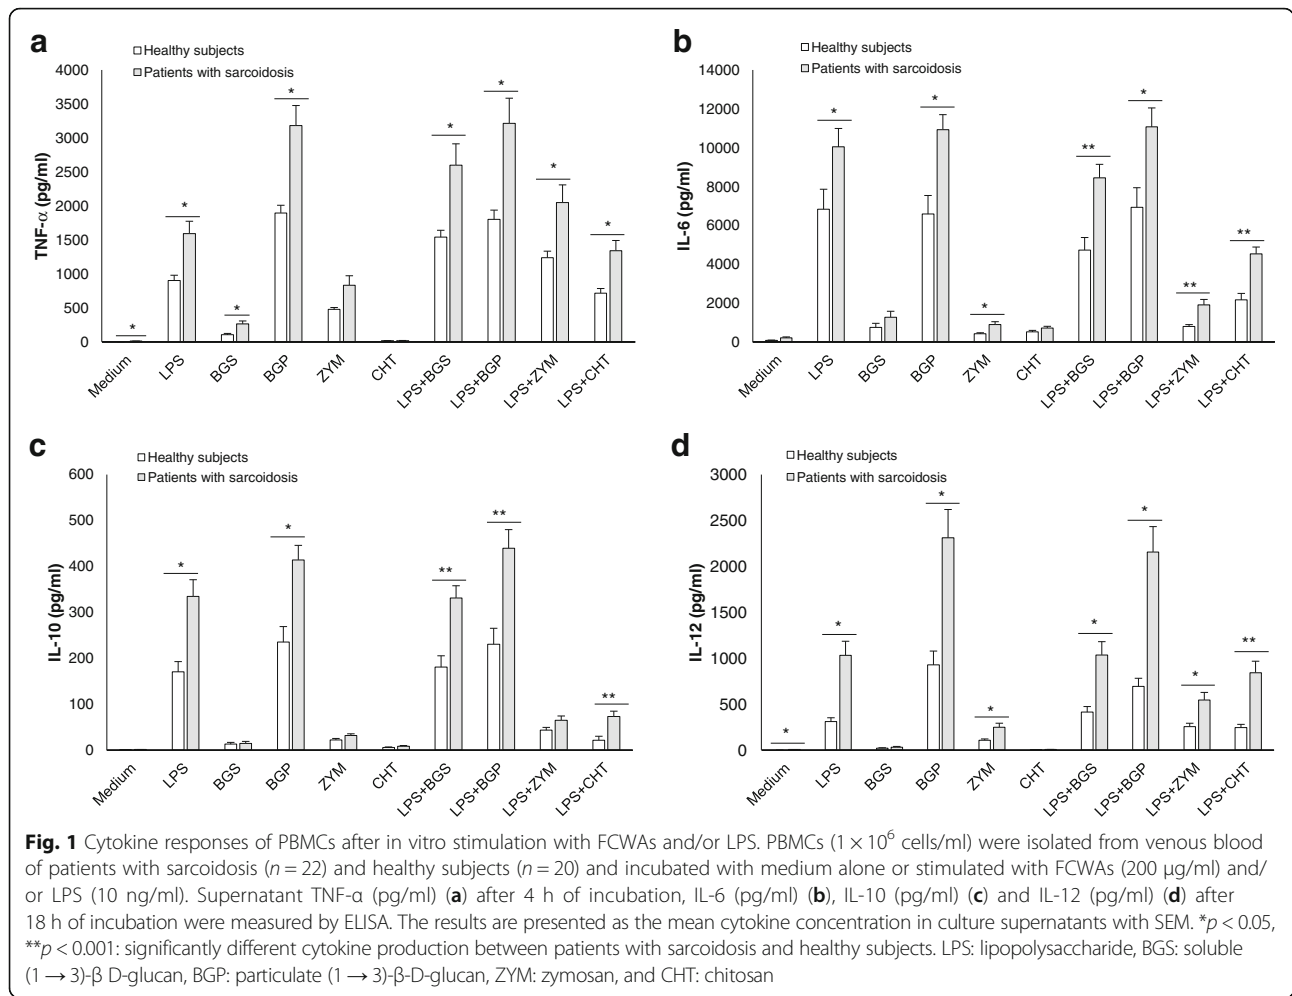 a
Healthy subjects
Patients with sarcoidosis
TNF-α (pg/ml)
4000
3500
3000
2500
2000
1500
1000
500
0
* * * * * * * *
Medium LPS BGS BGP ZYM CHT LPS+BGS LPS+BGP LPS+ZYM LPS+CHT
b
Healthy subjects
Patients with sarcoidosis
IL-6 (pg/ml)
14000
12000
10000
8000
6000
4000
2000
0
* * * ** * ** **
Medium LPS BGS BGP ZYM CHT LPS+BGS LPS+BGP LPS+ZYM LPS+CHT
c
Healthy subjects
Patients with sarcoidosis
IL-10 (pg/ml)
600
500
400
300
200
100
0
* * ** ** **
Medium LPS BGS BGP ZYM CHT LPS+BGS LPS+BGP LPS+ZYM LPS+CHT
d
Healthy subjects
Patients with sarcoidosis
IL-12 (pg/ml)
3000
2500
2000
1500
1000
500
0
* * * * * * * **
Medium LPS BGS BGP ZYM CHT LPS+BGS LPS+BGP LPS+ZYM LPS+CHT
Fig. 1 Cytokine responses of PBMCs after in vitro stimulation with FCWAs and/or LPS. PBMCs (1 × 10⁶ cells/ml) were isolated from venous blood
of patients with sarcoidosis (n = 22) and healthy subjects (n = 20) and incubated with medium alone or stimulated with FCWAs (200 μg/ml) and/
or LPS (10 ng/ml). Supernatant TNF-α (pg/ml) (a) after 4 h of incubation, IL-6 (pg/ml) (b), IL-10 (pg/ml) (c) and IL-12 (pg/ml) (d) after
18 h of incubation were measured by ELISA. The results are presented as the mean cytokine concentration in culture supernatants with SEM. *p < 0.05,
**p < 0.001: significantly different cytokine production between patients with sarcoidosis and healthy subjects. LPS: lipopolysaccharide, BGS: soluble
(1 → 3)-β D-glucan, BGP: particulate (1 → 3)-β-D-glucan, ZYM: zymosan, and CHT: chitosan